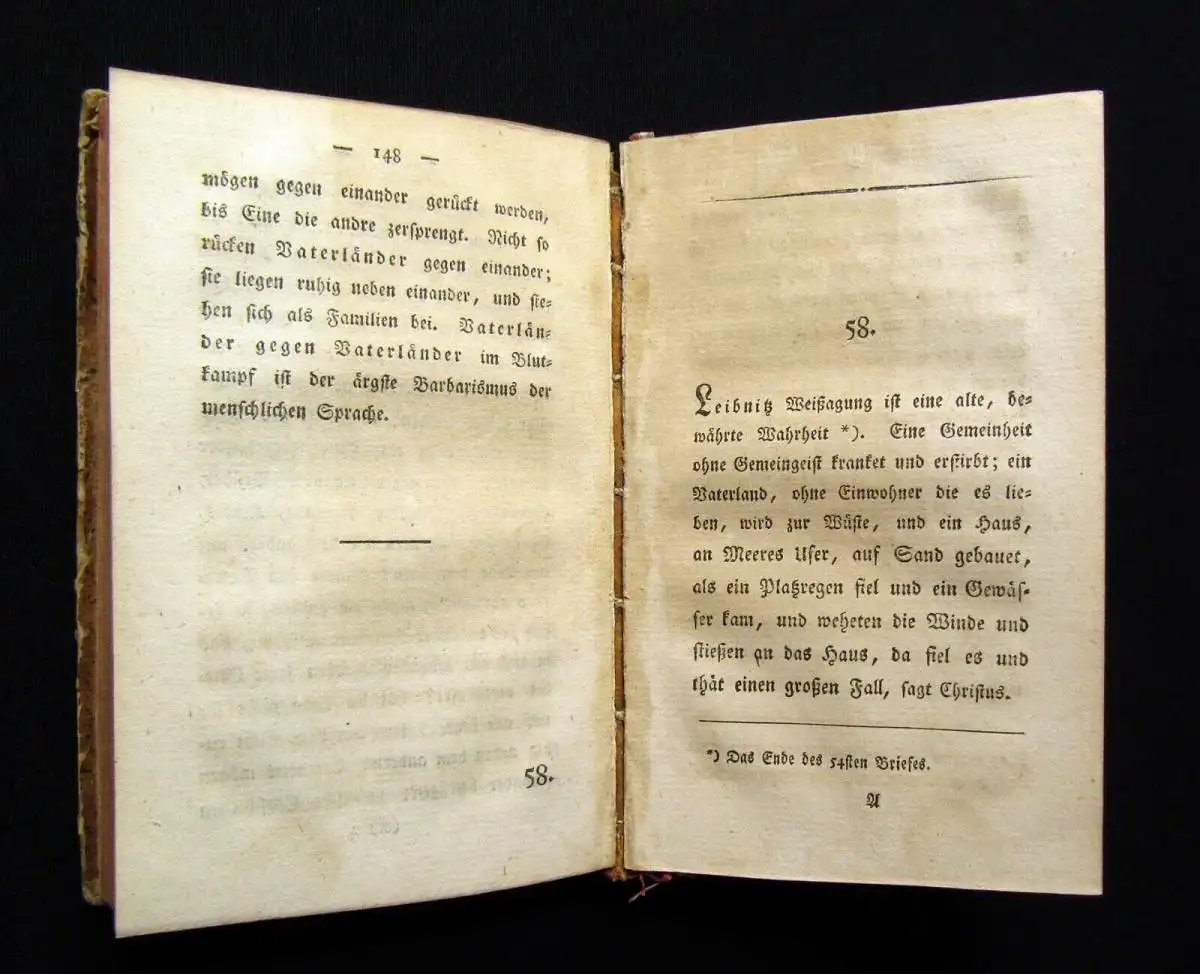 — 148 —
mögen gegen einander gerückt werden,
bis Eine die andre zersprengt. Nicht so
rücken Vaterländer gegen einander;
sie liegen ruhig neben einander, und ste-
hen sich als Familien bei. Vaterlän-
der gegen Vaterländer im Blut-
kampf ist der ärgste Barbarismus der
menschlichen Sprache.
58.
58.
Leibnitz Weißagung ist eine alte, be-
währte Wahrheit *). Eine Gemeinheit
ohne Gemeingeist kranket und erstirbt; ein
Vaterland, ohne Einwohner die es lie-
ben, wird zur Wüste, und ein Haus,
an Meeres Ufer, auf Sand gebauet,
als ein Platzregen fiel und ein Gewäs-
ser kam, und weheten die Winde und
stießen an das Haus, da fiel es und
thät einen großen Fall, sagt Christus.
*) Das Ende des 54sten Briefes.
A